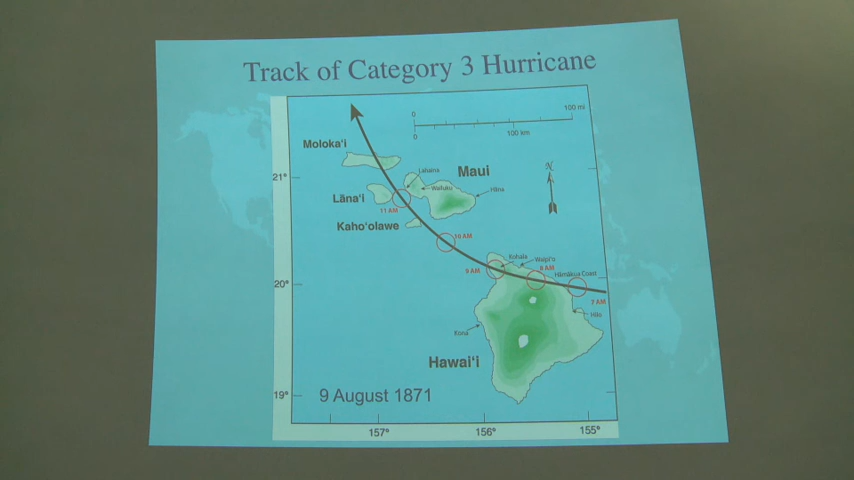 Track of Category 3 Hurricane
0
100 mi
0
100 km
Moloka'i
N
Maui
Lahaina
Wailuku
Hāna
21°
Lāna'i
11 AM
Kaho'olawe
10 AM
Kohala
Waipi'o
9 AM
8 AM
Hāmākua Coast
20°
7 AM
Hilo
Kona
Hawai'i
19°
9 August 1871
157°
156°
155°